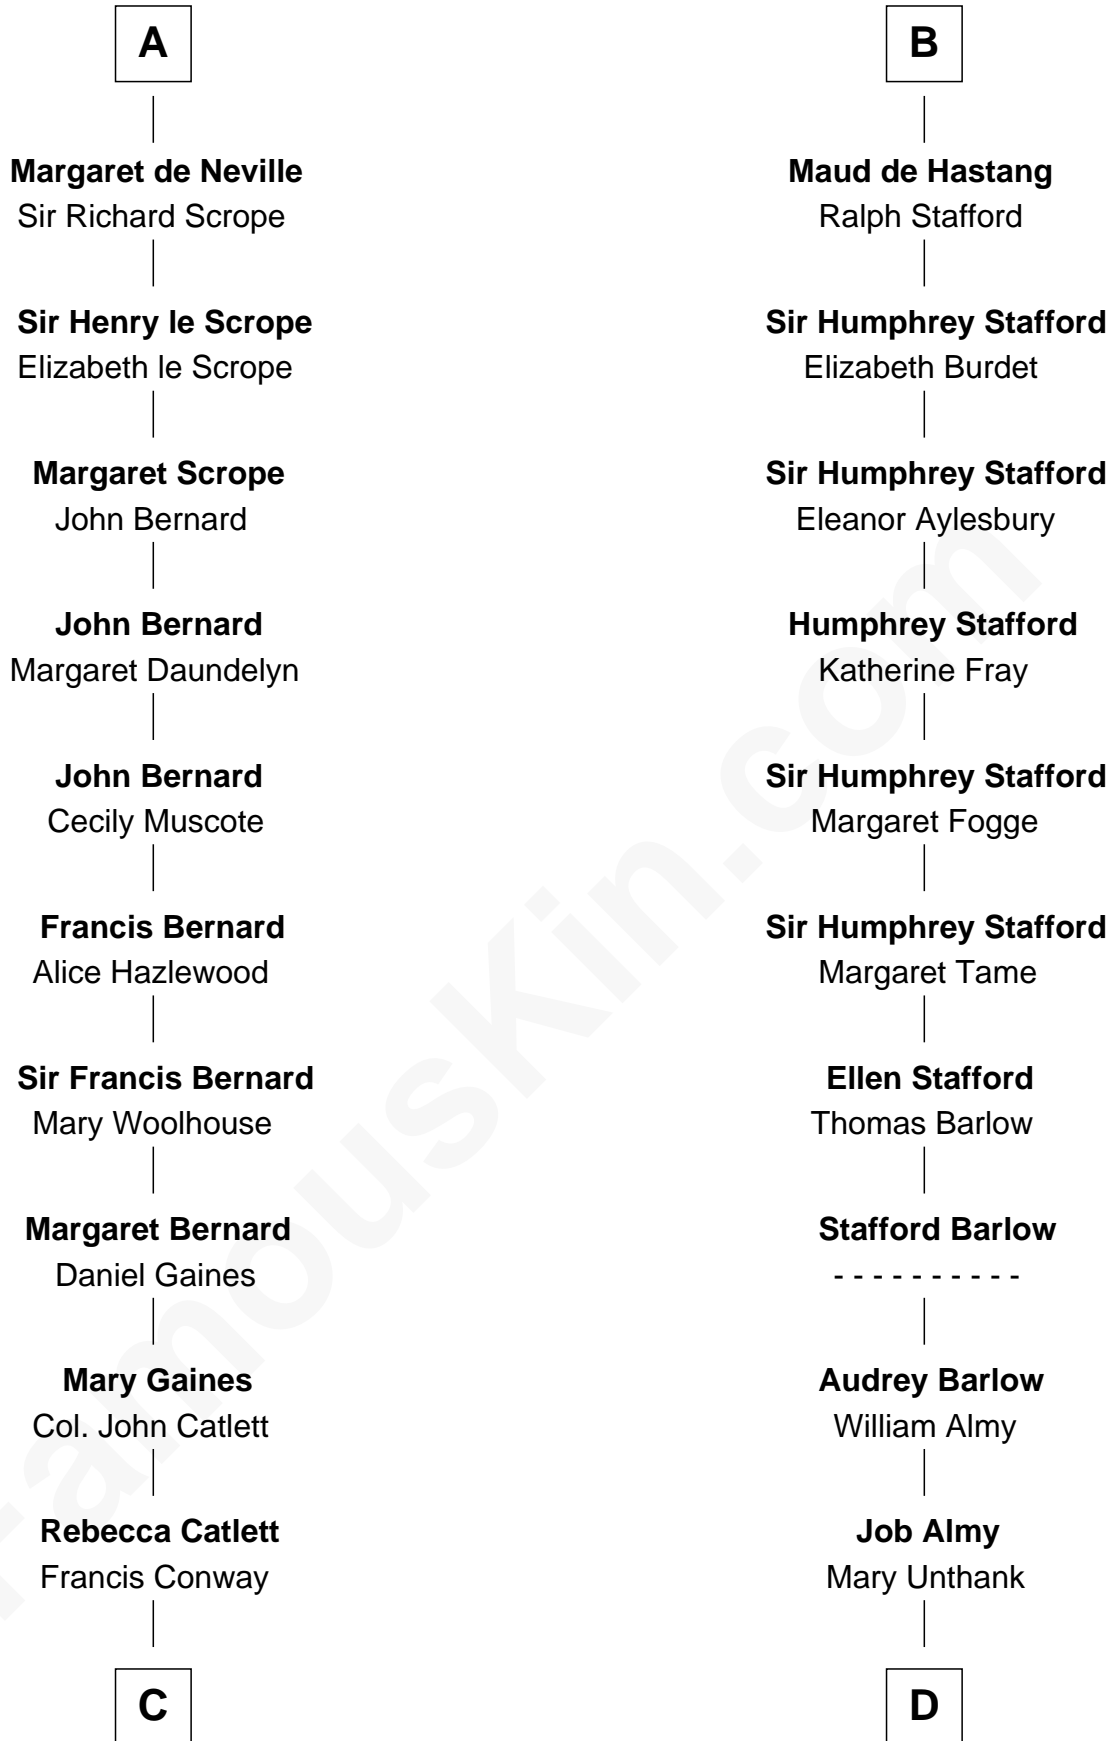 A
Margaret de Neville
Sir Richard Scrope
Sir Henry le Scrope
Elizabeth le Scrope
Margaret Scrope
John Bernard
John Bernard
Margaret Daundelyn
John Bernard
Cecily Muscote
Francis Bernard
Alice Hazlewood
Sir Francis Bernard
Mary Woolhouse
Margaret Bernard
Daniel Gaines
Mary Gaines
Col. John Catlett
Rebecca Catlett
Francis Conway
C
B
Maud de Hastang
Ralph Stafford
Sir Humphrey Stafford
Elizabeth Burdet
Sir Humphrey Stafford
Eleanor Aylesbury
Humphrey Stafford
Katherine Fray
Sir Humphrey Stafford
Margaret Fogge
Sir Humphrey Stafford
Margaret Tame
Ellen Stafford
Thomas Barlow
Stafford Barlow
- - - - - - - - - -
Audrey Barlow
William Almy
Job Almy
Mary Unthank
D
FamousKin.com